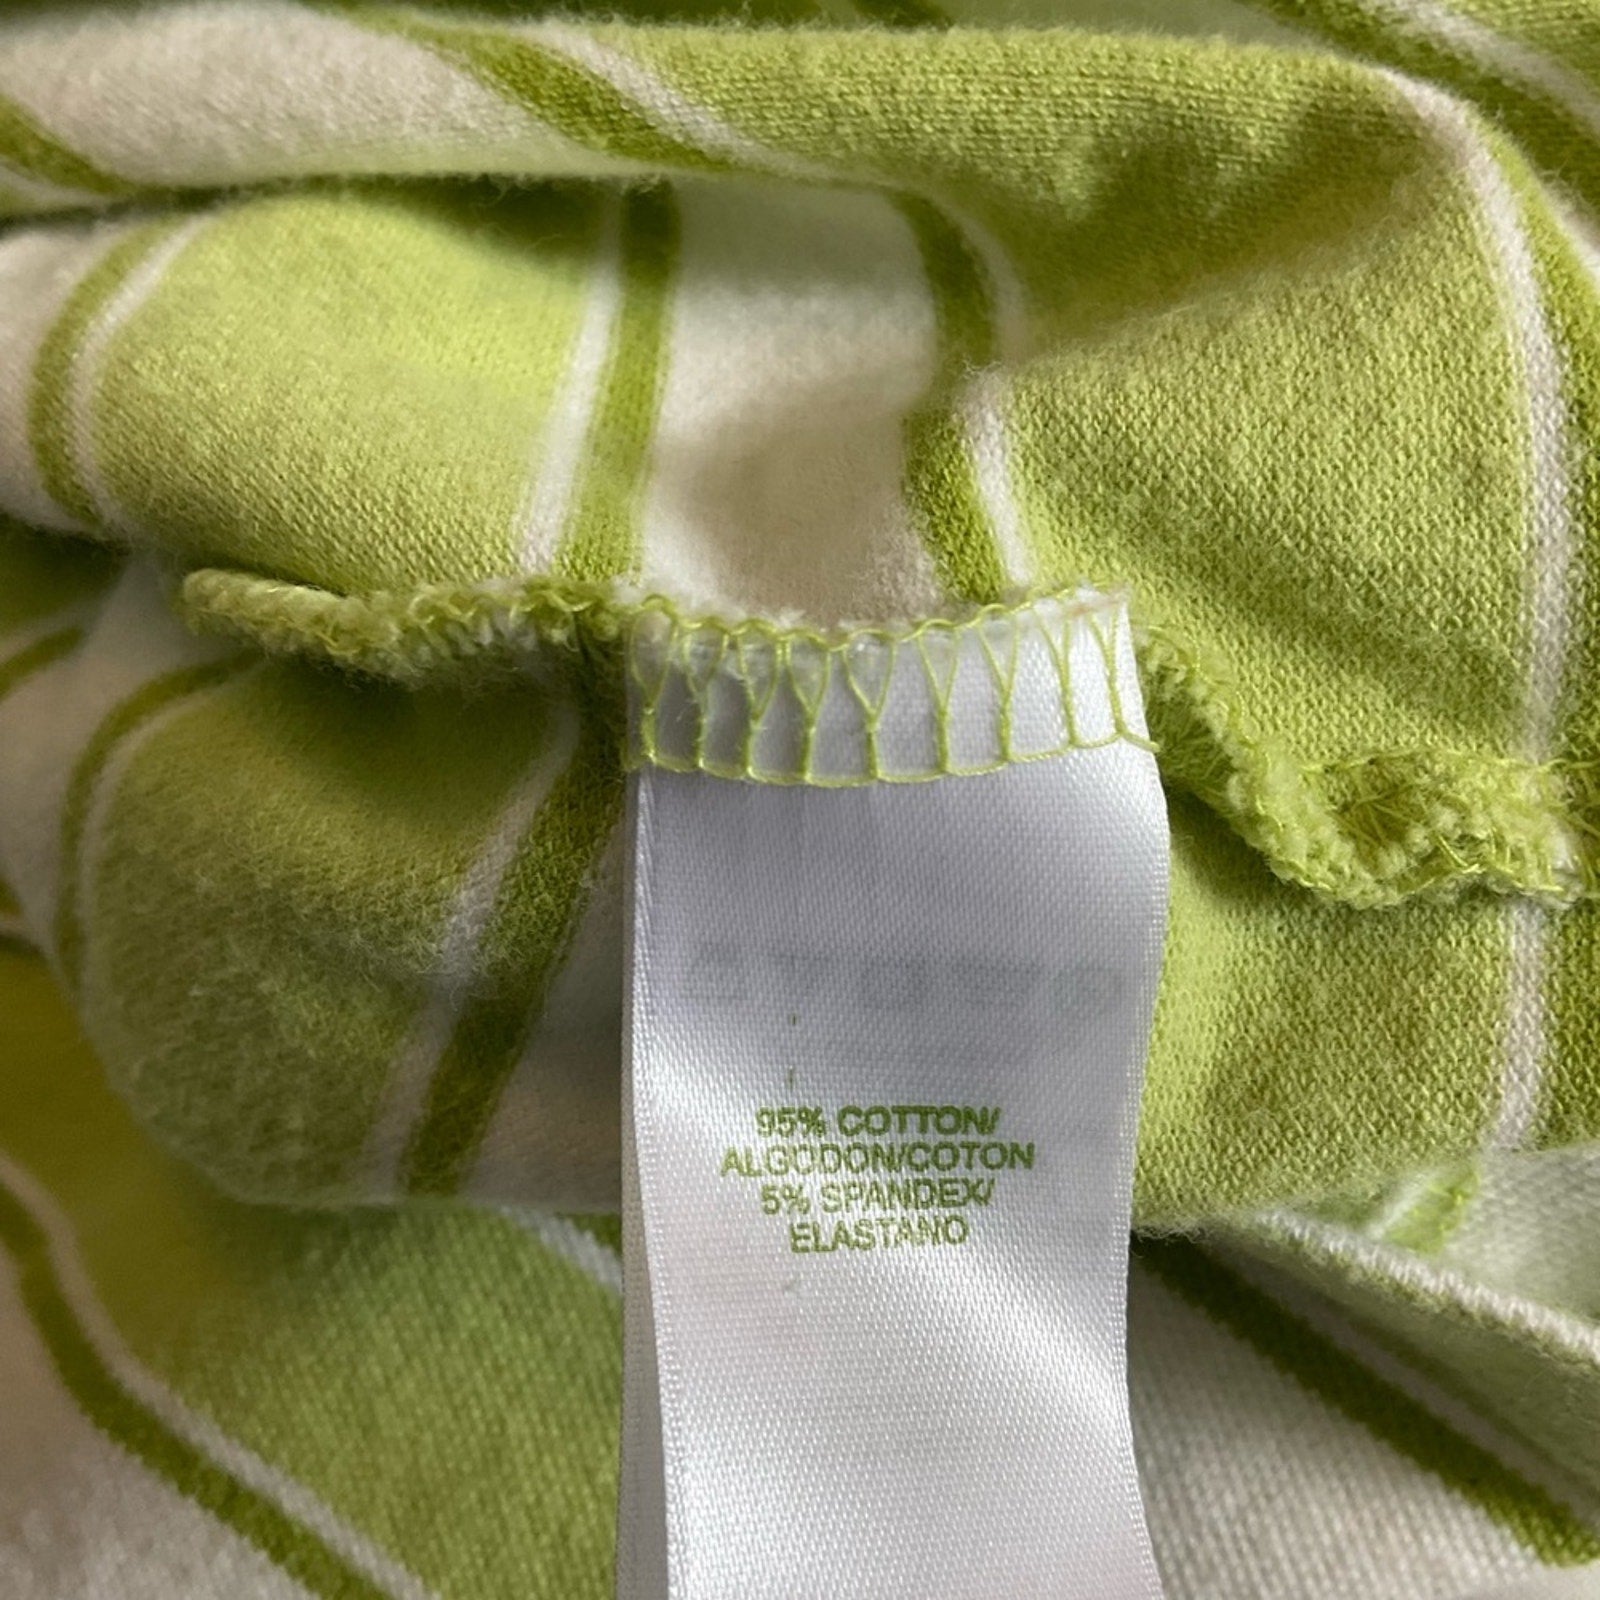 95% COTTON/
ALGODON/COTON
5% SPANDEX/
ELASTANO